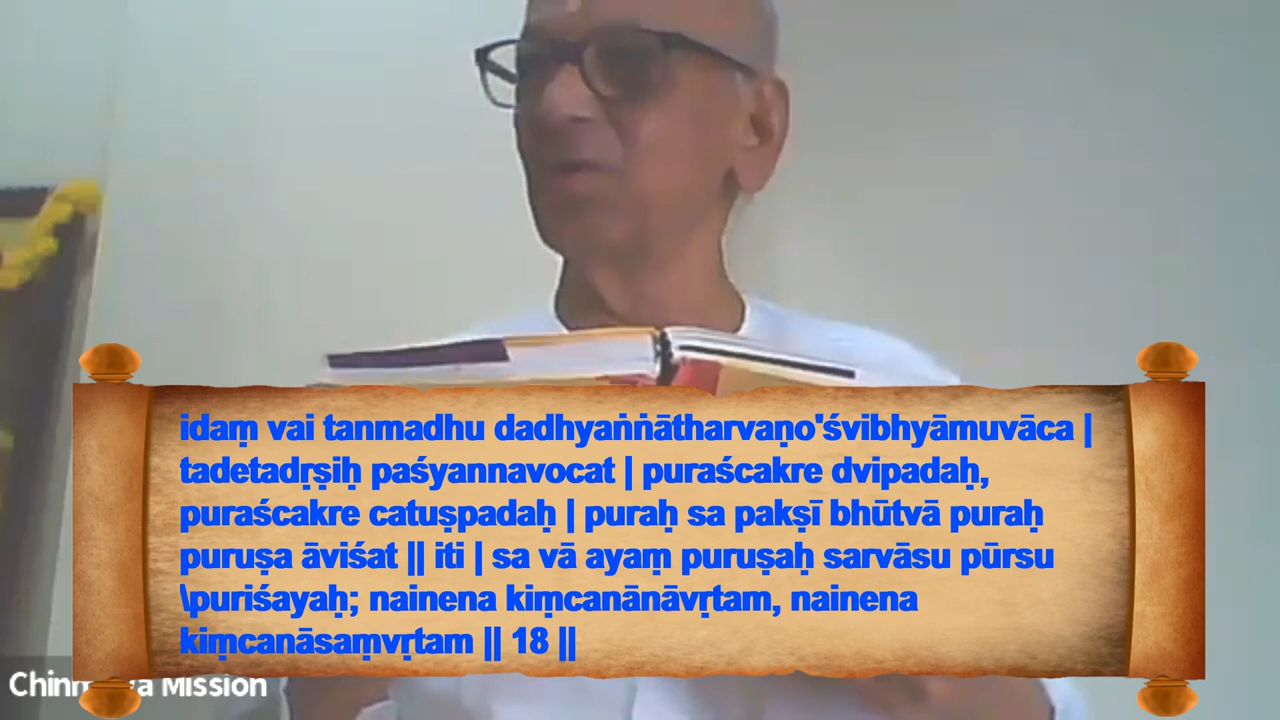 idaṃ vai tanmadhu dadhyaṅṅātharvaṇo'śvibhyāmuvāca |
tadetadṛṣiḥ paśyannavocat | puraścakre dvipadaḥ,
puraścakre catuṣpadaḥ | puraḥ sa pakṣī bhūtvā puraḥ
puruṣa āviśat || iti | sa vā ayaṃ puruṣaḥ sarvāsu pūrsu
\puriśayaḥ; nainena kiṃcanānāvṛtam, nainena
kiṃcanāsaṃvṛtam || 18 ||
Mission